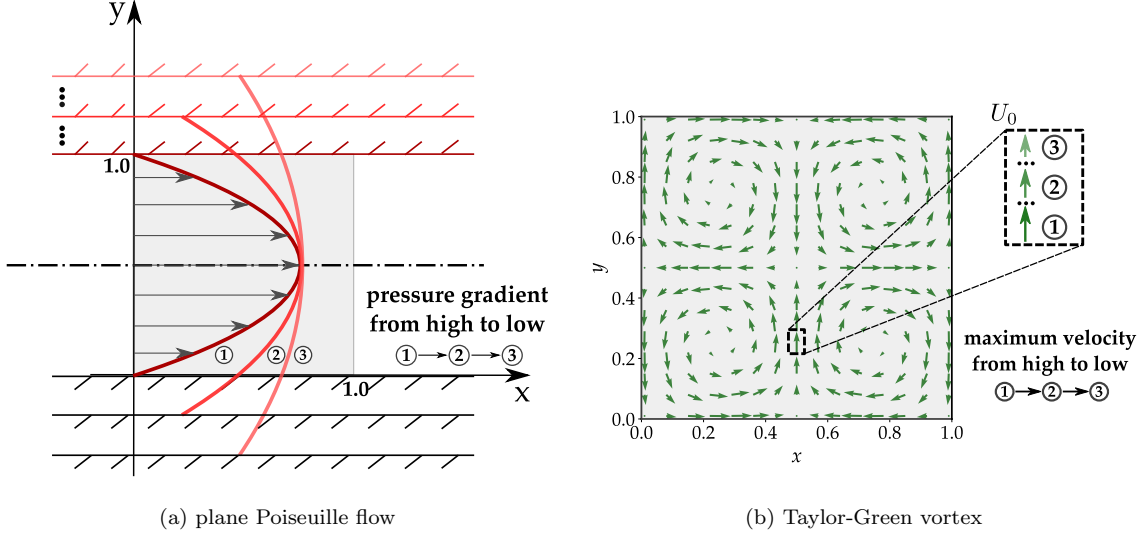 y
1.0
pressure gradient
from high to low
① → ② → ③
① ② ③
1.0
x
(a) plane Poiseuille flow
U₀
③
...
②
...
①
1.0
0.8
0.6
0.4
0.2
0.0
y
0.0 0.2 0.4 0.6 0.8 1.0
x
maximum velocity
from high to low
① → ② → ③
(b) Taylor-Green vortex